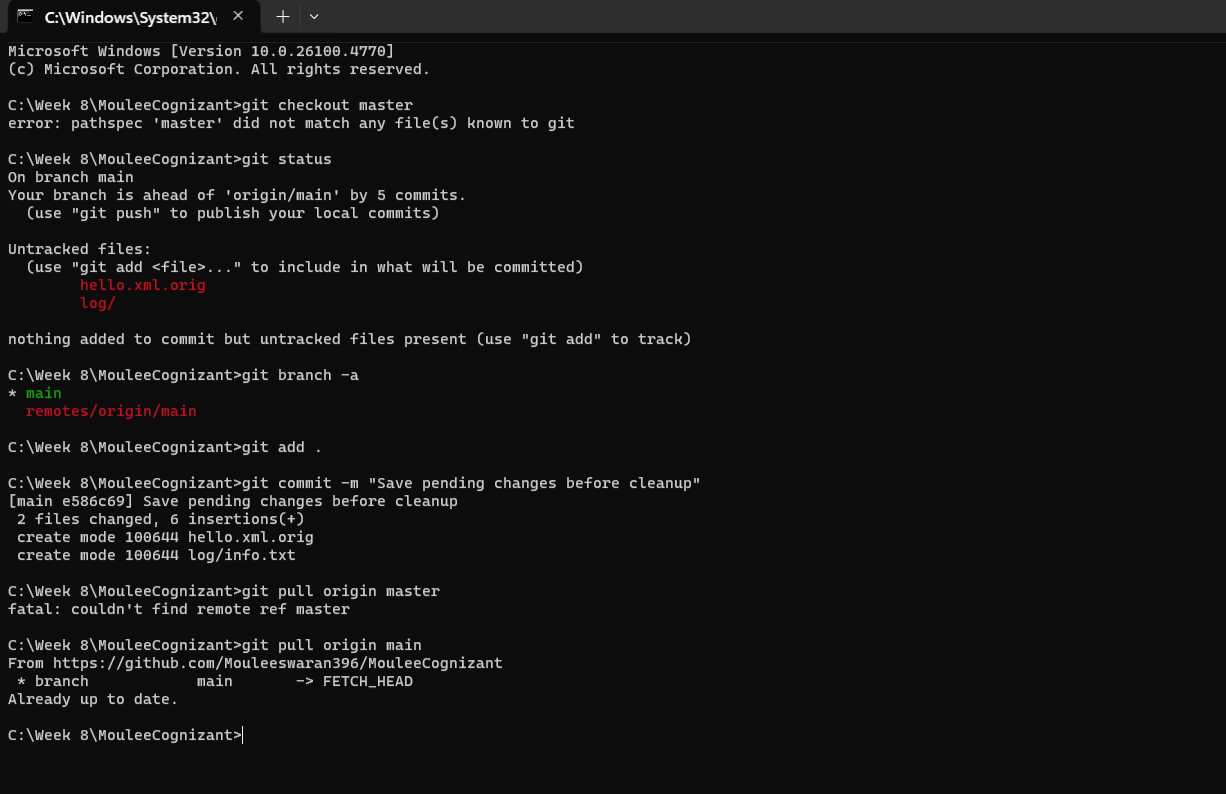 C:\Windows\System32\
Microsoft Windows [Version 10.0.26100.4770]
(c) Microsoft Corporation. All rights reserved.
C:\Week 8\MouleeCognizant>git checkout master
error: pathspec 'master' did not match any file(s) known to git
C:\Week 8\MouleeCognizant>git status
On branch main
Your branch is ahead of 'origin/main' by 5 commits.
  (use "git push" to publish your local commits)
Untracked files:
  (use "git add <file>..." to include in what will be committed)
        hello.xml.orig
        log/
nothing added to commit but untracked files present (use "git add" to track)
C:\Week 8\MouleeCognizant>git branch -a
* main
  remotes/origin/main
C:\Week 8\MouleeCognizant>git add .
C:\Week 8\MouleeCognizant>git commit -m "Save pending changes before cleanup"
[main e586c69] Save pending changes before cleanup
 2 files changed, 6 insertions(+)
 create mode 100644 hello.xml.orig
 create mode 100644 log/info.txt
C:\Week 8\MouleeCognizant>git pull origin master
fatal: couldn't find remote ref master
C:\Week 8\MouleeCognizant>git pull origin main
From https://github.com/Mouleeswaran396/MouleeCognizant
 * branch            main       -> FETCH_HEAD
Already up to date.
C:\Week 8\MouleeCognizant>